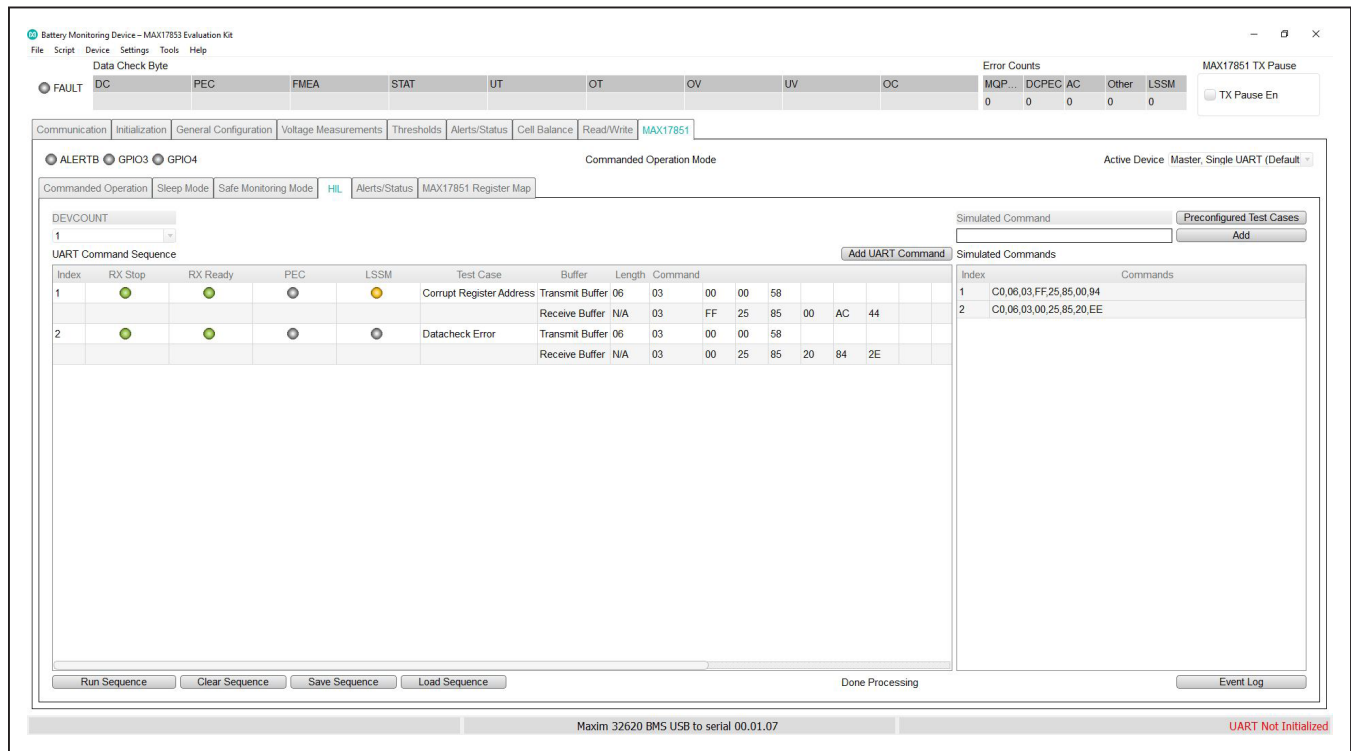 Battery Monitoring Device – MAX17853 Evaluation Kit
File Script Device Settings Tools Help
Data Check Byte Error Counts MAX17851 TX Pause
FAULT DC PEC FMEA STAT UT OT OV UV OC MQP... DCPEC AC Other LSSM TX Pause En
0 0 0 0 0
Communication Initialization General Configuration Voltage Measurements Thresholds Alerts/Status Cell Balance Read/Write MAX17851
ALERTB GPIO3 GPIO4 Commanded Operation Mode Active Device Master, Single UART (Default
Commanded Operation Sleep Mode Safe Monitoring Mode HIL Alerts/Status MAX17851 Register Map
DEVCOUNT Simulated Command Preconfigured Test Cases
1 Add
UART Command Sequence Add UART Command Simulated Commands
Index RX Stop RX Ready PEC LSSM Test Case Buffer Length Command Index Commands
1 Corrupt Register Address Transmit Buffer 06 03 00 00 58 1 C0,06,03,FF,25,85,00,94
Receive Buffer N/A 03 FF 25 85 00 AC 44 2 C0,06,03,00,25,85,20,EE
2 Datacheck Error Transmit Buffer 06 03 00 00 58
Receive Buffer N/A 03 00 25 85 20 84 2E
Run Sequence Clear Sequence Save Sequence Load Sequence Done Processing Event Log
Maxim 32620 BMS USB to serial 00.01.07 UART Not Initialized